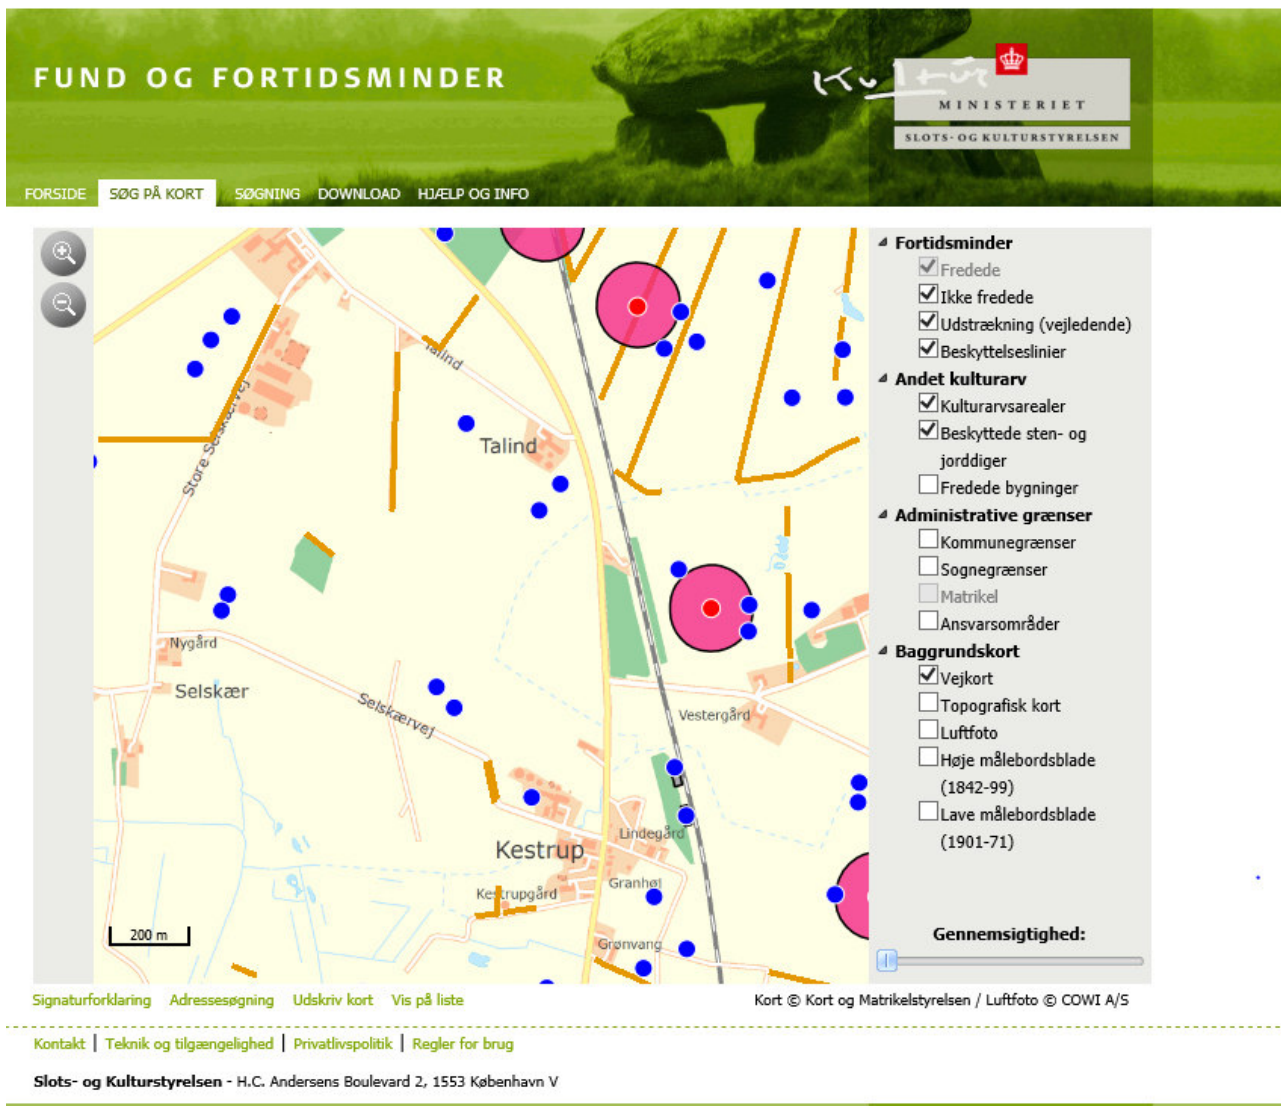 FUND OG FORTIDSMINDER
Kultur
MINISTERIET
SLOTS- OG KULTURSTYRELSEN
FORSIDE SØG PÅ KORT SØGNING DOWNLOAD HJÆLP OG INFO
Talind
Talind
Store Selskærvej
Nygård
Selskær
Selskærvej
Vestergård
Lindegård
Kestrup
Granhøj
Kestrupgård
Grønvang
200 m
Fortidsminder
Fredede
Ikke fredede
Udstrækning (vejledende)
Beskyttelseslinier
Andet kulturarv
Kulturarvsarealer
Beskyttede sten- og
jorddiger
Fredede bygninger
Administrative grænser
Kommunegrænser
Sognegrænser
Matrikel
Ansvarsområder
Baggrundskort
Vejkort
Topografisk kort
Luftfoto
Høje målebordsblade
(1842-99)
Lave målebordsblade
(1901-71)
Gennemsigtighed:
Signaturforklaring Adressesøgning Udskriv kort Vis på liste
Kort © Kort og Matrikelstyrelsen / Luftfoto © COWI A/S
Kontakt | Teknik og tilgængelighed | Privatlivspolitik | Regler for brug
Slots- og Kulturstyrelsen - H.C. Andersens Boulevard 2, 1553 København V